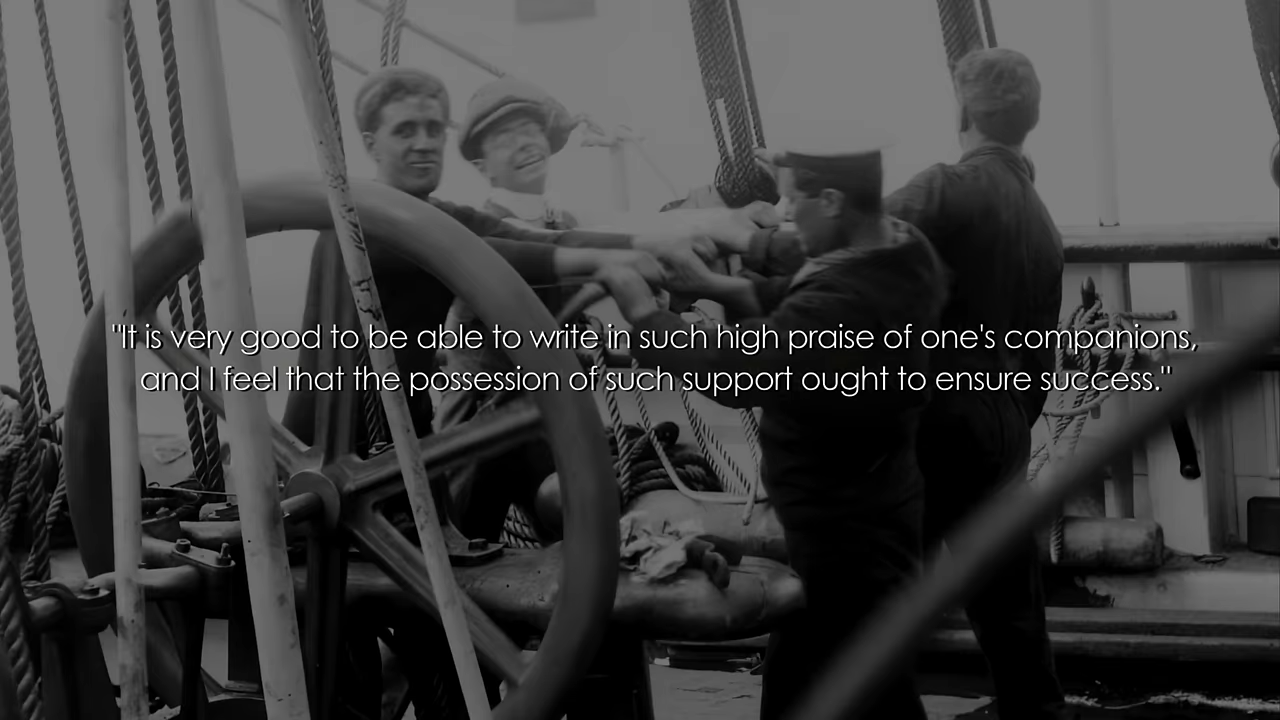 "It is very good to be able to write in such high praise of one's companions,
and I feel that the possession of such support ought to ensure success."